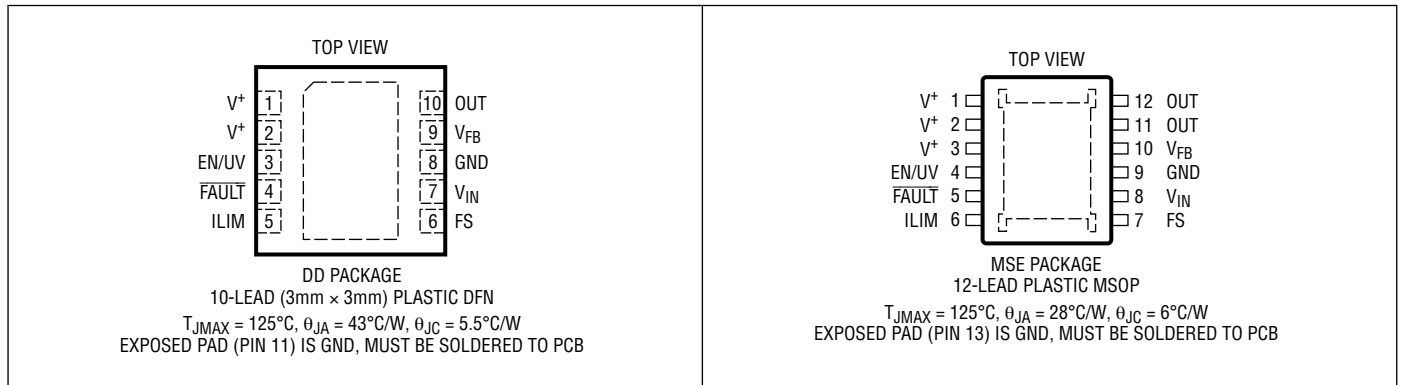 TOP VIEW
V+ 1 10 OUT
V+ 2 9 VFB
EN/UV 3 8 GND
FAULT 4 7 VIN
ILIM 5 6 FS
DD PACKAGE
10-LEAD (3mm × 3mm) PLASTIC DFN
TJMAX = 125°C, θJA = 43°C/W, θJC = 5.5°C/W
EXPOSED PAD (PIN 11) IS GND, MUST BE SOLDERED TO PCB
TOP VIEW
V+ 1 12 OUT
V+ 2 11 OUT
V+ 3 10 VFB
EN/UV 4 9 GND
FAULT 5 8 VIN
ILIM 6 7 FS
MSE PACKAGE
12-LEAD PLASTIC MSOP
TJMAX = 125°C, θJA = 28°C/W, θJC = 6°C/W
EXPOSED PAD (PIN 13) IS GND, MUST BE SOLDERED TO PCB